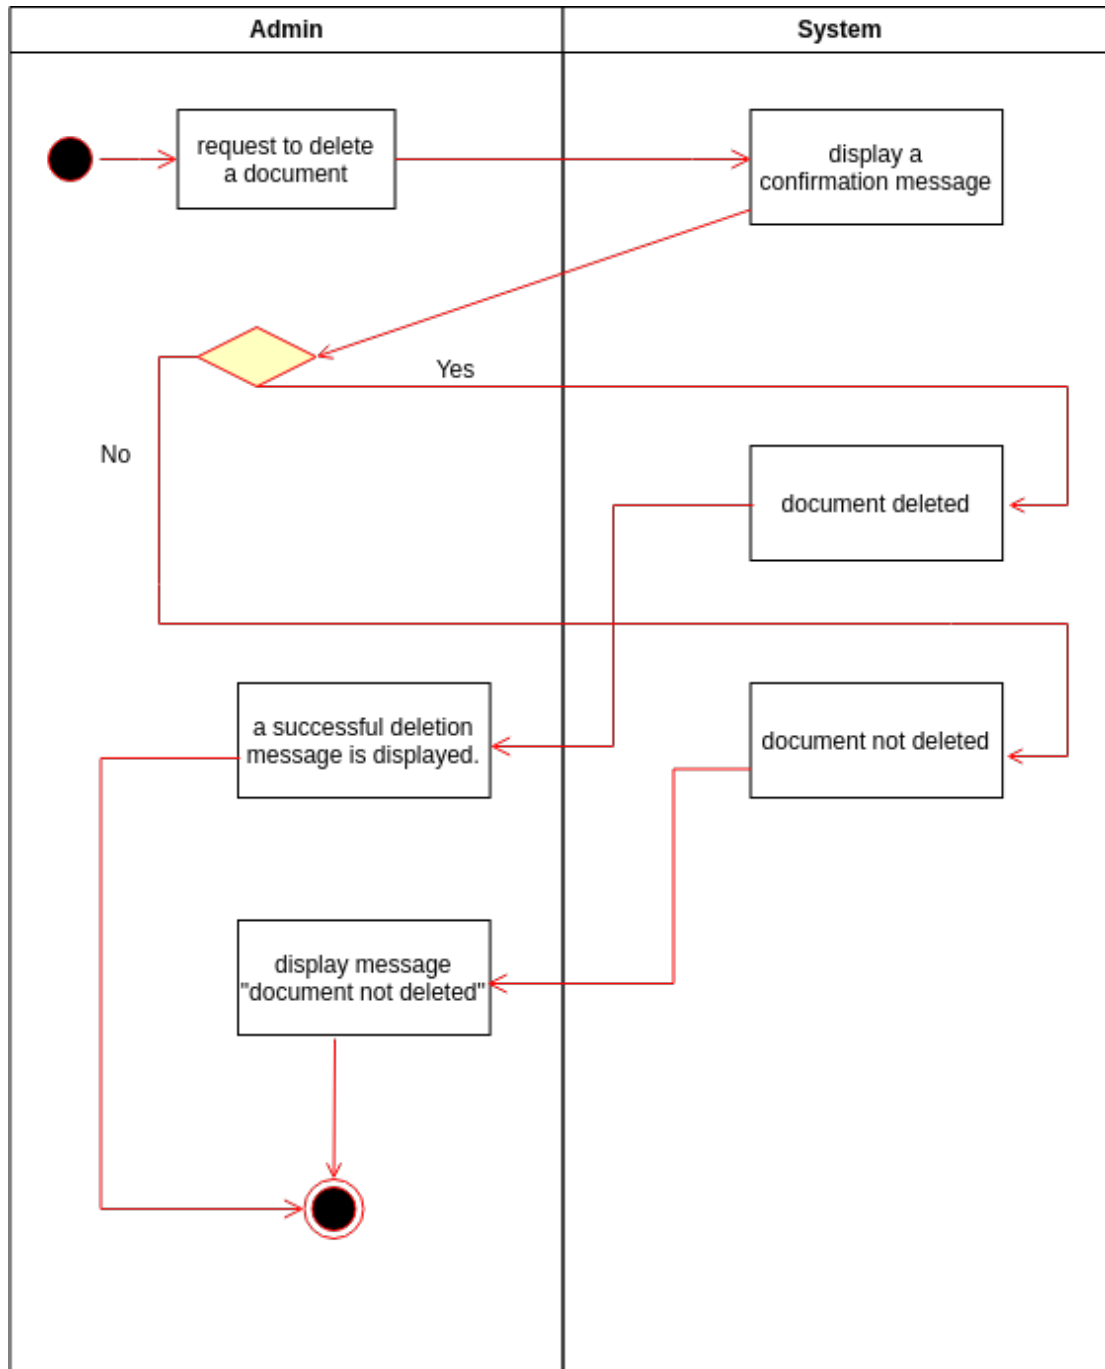 Admin
System
request to delete
a document
display a
confirmation message
Yes
No
document deleted
a successful deletion
message is displayed.
document not deleted
display message
"document not deleted"